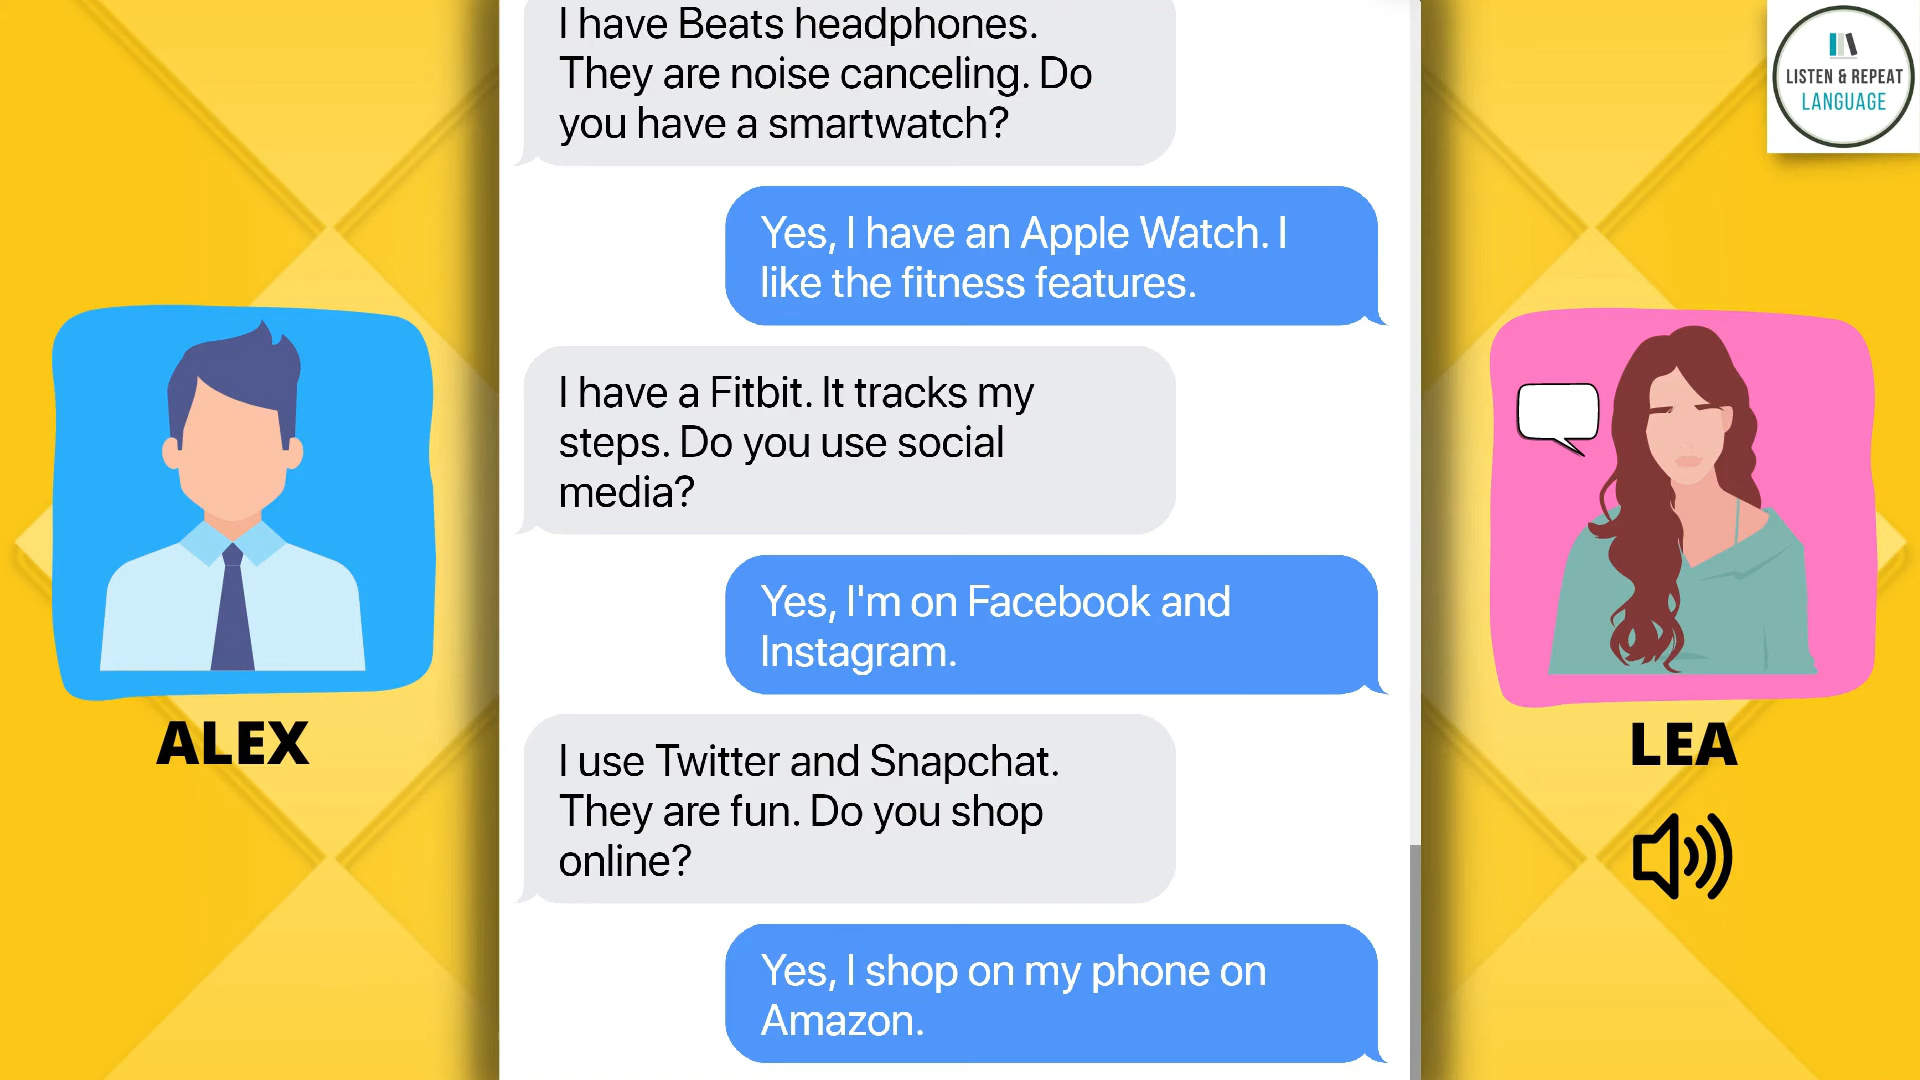 I have Beats headphones.
They are noise canceling. Do
you have a smartwatch?
Yes, I have an Apple Watch. I
like the fitness features.
I have a Fitbit. It tracks my
steps. Do you use social
media?
Yes, I'm on Facebook and
Instagram.
I use Twitter and Snapchat.
They are fun. Do you shop
online?
Yes, I shop on my phone on
Amazon.
ALEX
LEA
LISTEN & REPEAT
LANGUAGE